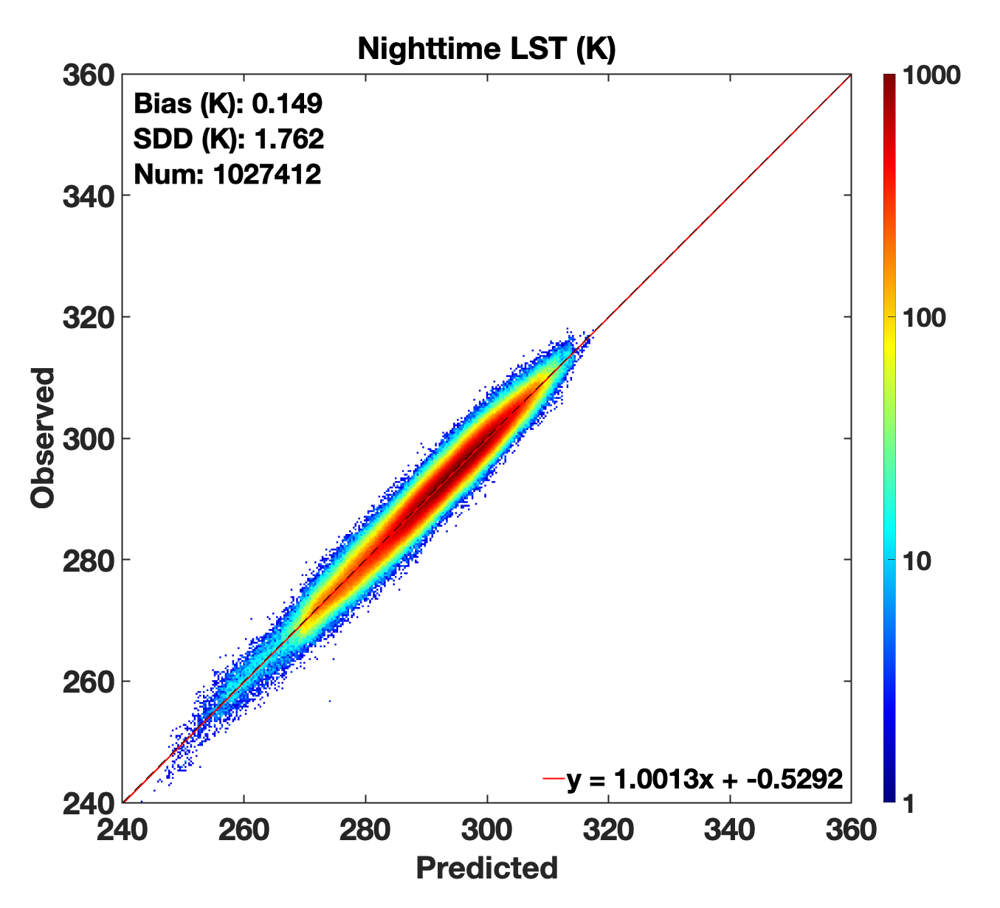 Nighttime LST (K)
Bias (K): 0.149
SDD (K): 1.762
Num: 1027412
360
340
320
300
280
260
240
Observed
240 260 280 300 320 340 360
Predicted
y = 1.0013x + -0.5292
1000
100
10
1